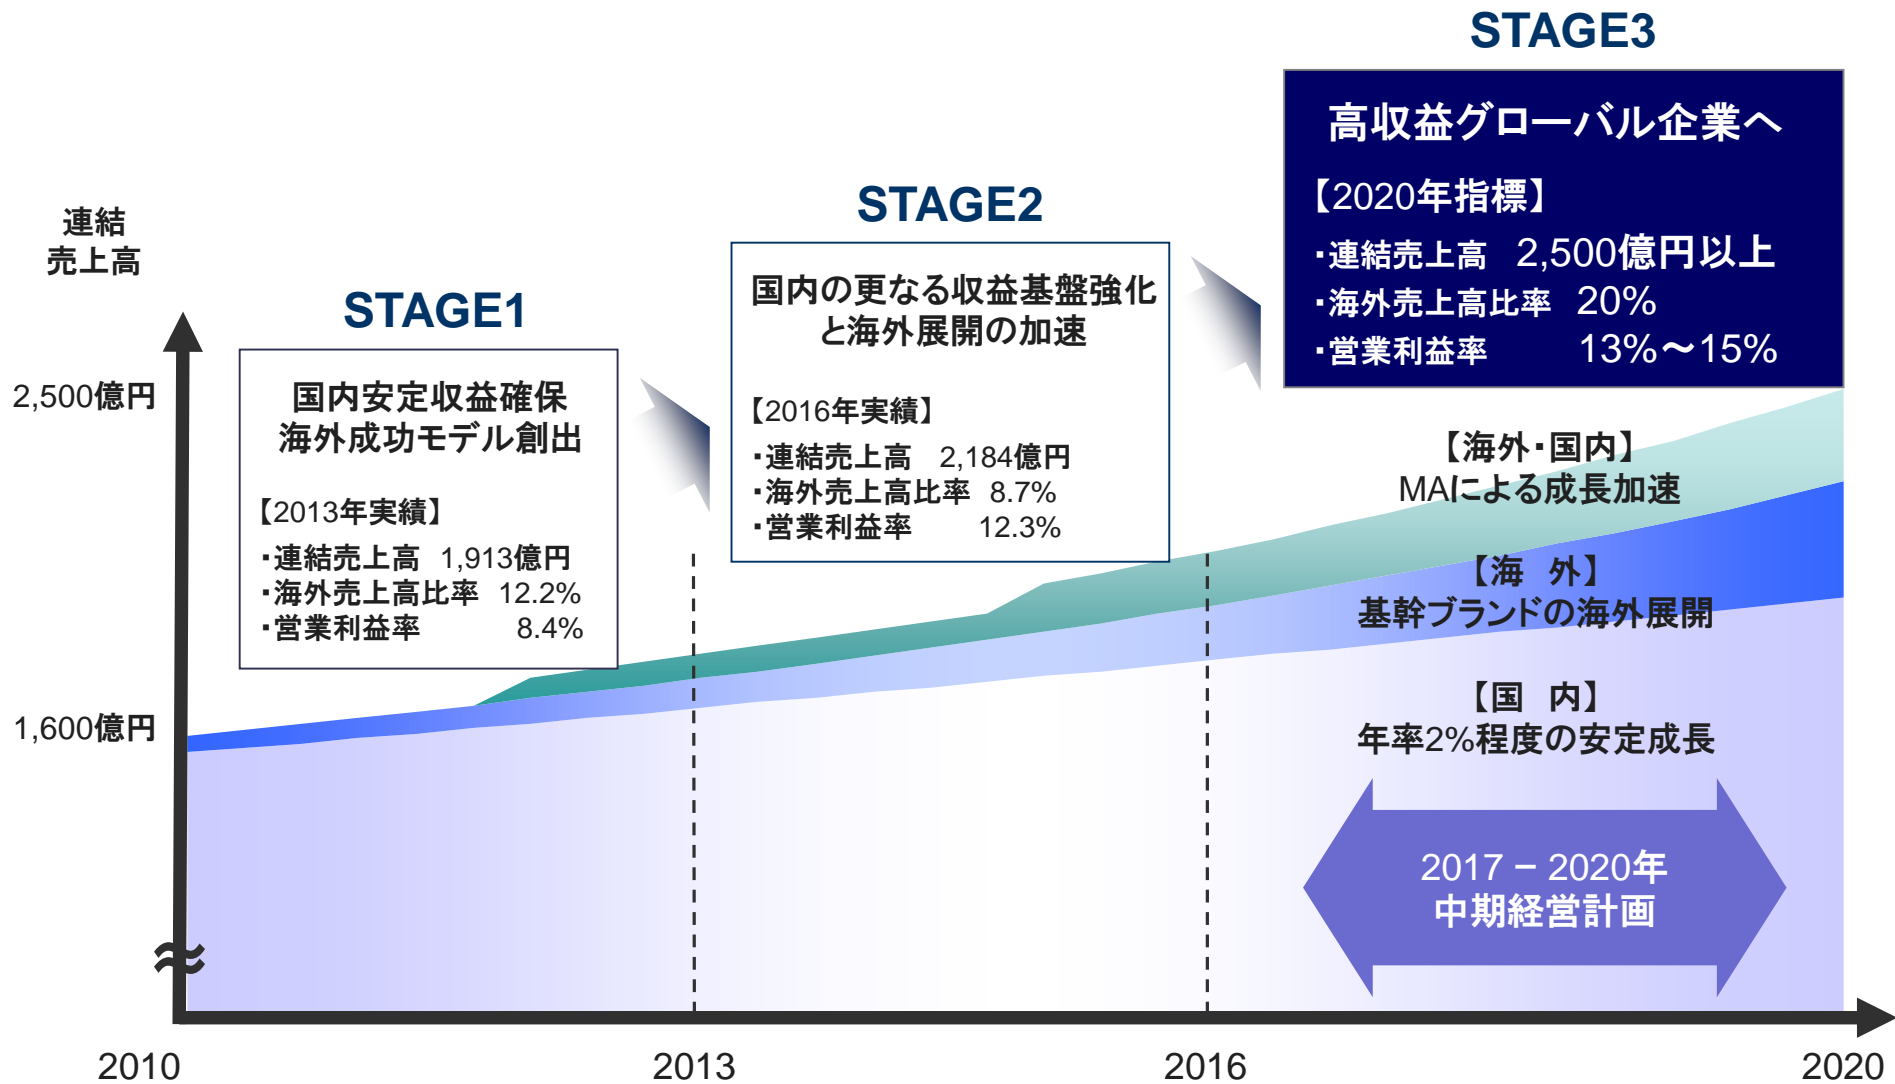 STAGE3
高収益グローバル企業へ
【2020年指標】
・連結売上高 2,500億円以上
・海外売上高比率 20%
・営業利益率 13%～15%
STAGE2
国内の更なる収益基盤強化
と海外展開の加速
【2016年実績】
・連結売上高 2,184億円
・海外売上高比率 8.7%
・営業利益率 12.3%
STAGE1
国内安定収益確保
海外成功モデル創出
【2013年実績】
・連結売上高 1,913億円
・海外売上高比率 12.2%
・営業利益率 8.4%
連結
売上高
2,500億円
1,600億円
【海外・国内】
MAによる成長加速
【海 外】
基幹ブランドの海外展開
【国 内】
年率2%程度の安定成長
2017 – 2020年
中期経営計画
2010
2013
2016
2020